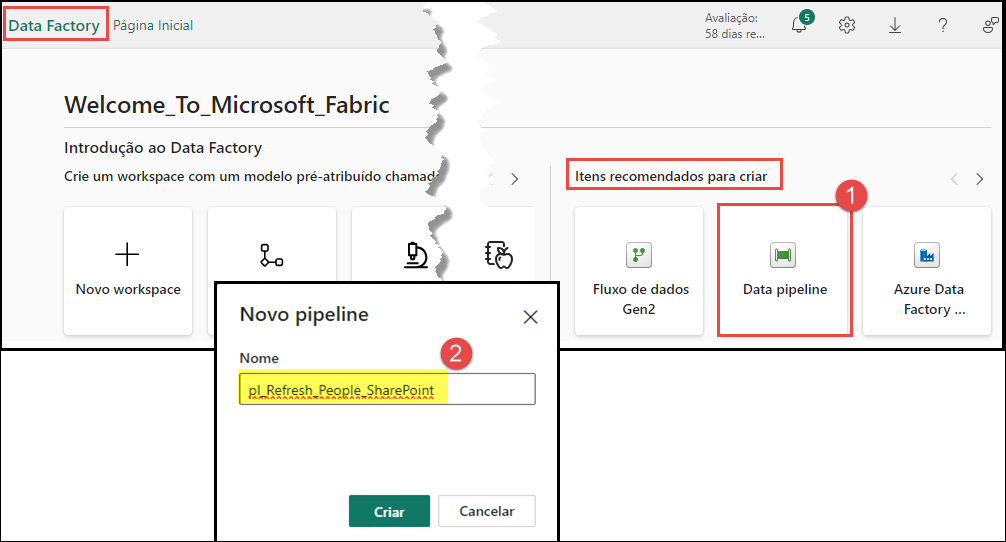 Data Factory Página Inicial
Avaliação:
58 dias re...
5
?
Welcome_To_Microsoft_Fabric
Introdução ao Data Factory
Crie um workspace com um modelo pré-atribuído chamad
Itens recomendados para criar
1
Novo workspace
Fluxo de dados
Gen2
Data pipeline
Azure Data
Factory ...
Novo pipeline
Nome
2
pl_Refresh_People_SharePoint
Criar
Cancelar